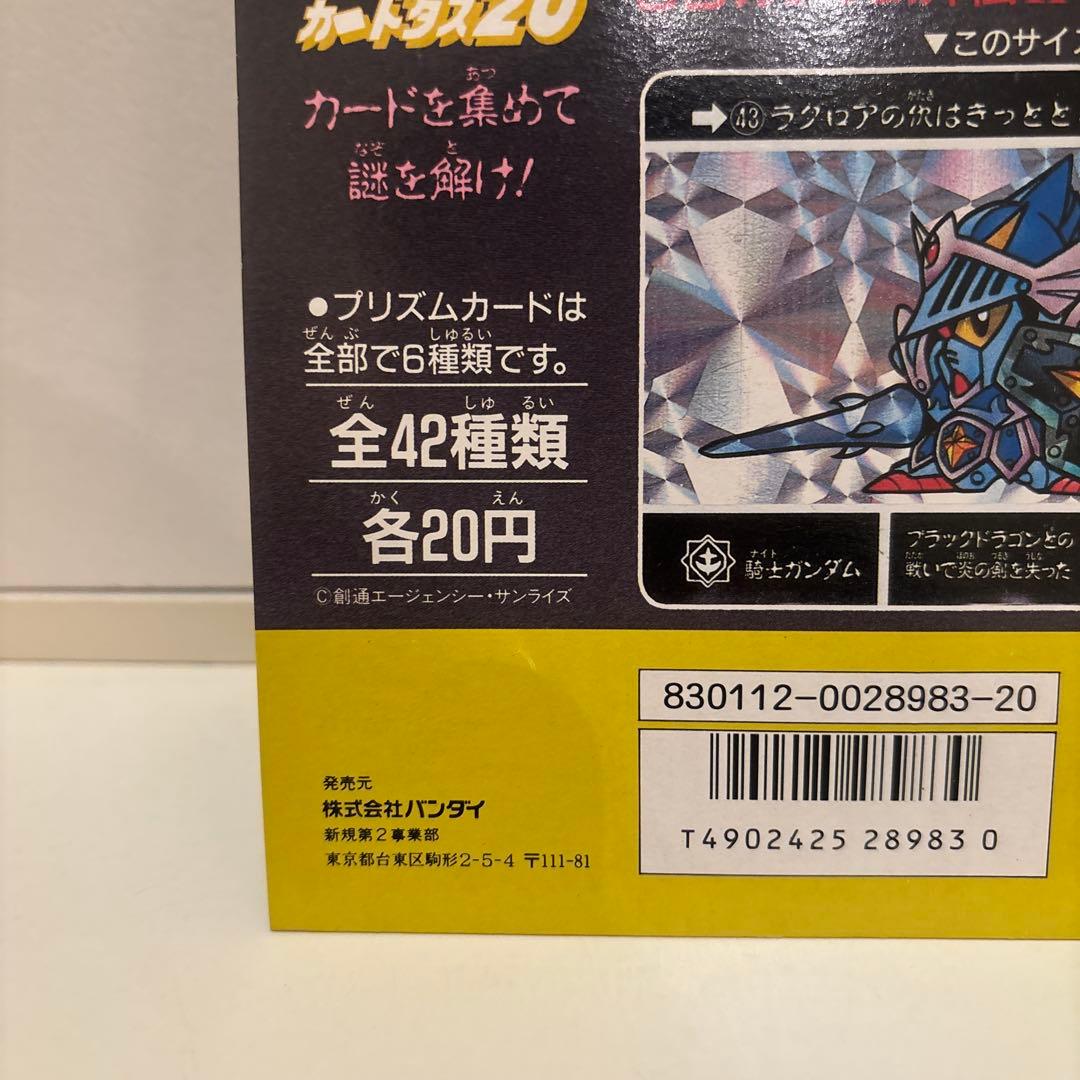 カードダス20
▼このサイズ
カードを集めて
謎を解け!
➡㊸ラクロアの仇はきっとと
●プリズムカードは
全部で6種類です。
全42種類
各20円
©創通エージェンシー・サンライズ
騎士ガンダム
ブラックドラゴンとの
戦いで炎の剣を失った
830112-0028983-20
T4902425 28983 0
発売元
株式会社バンダイ
新規第2事業部
東京都台東区駒形2-5-4 〒111-81